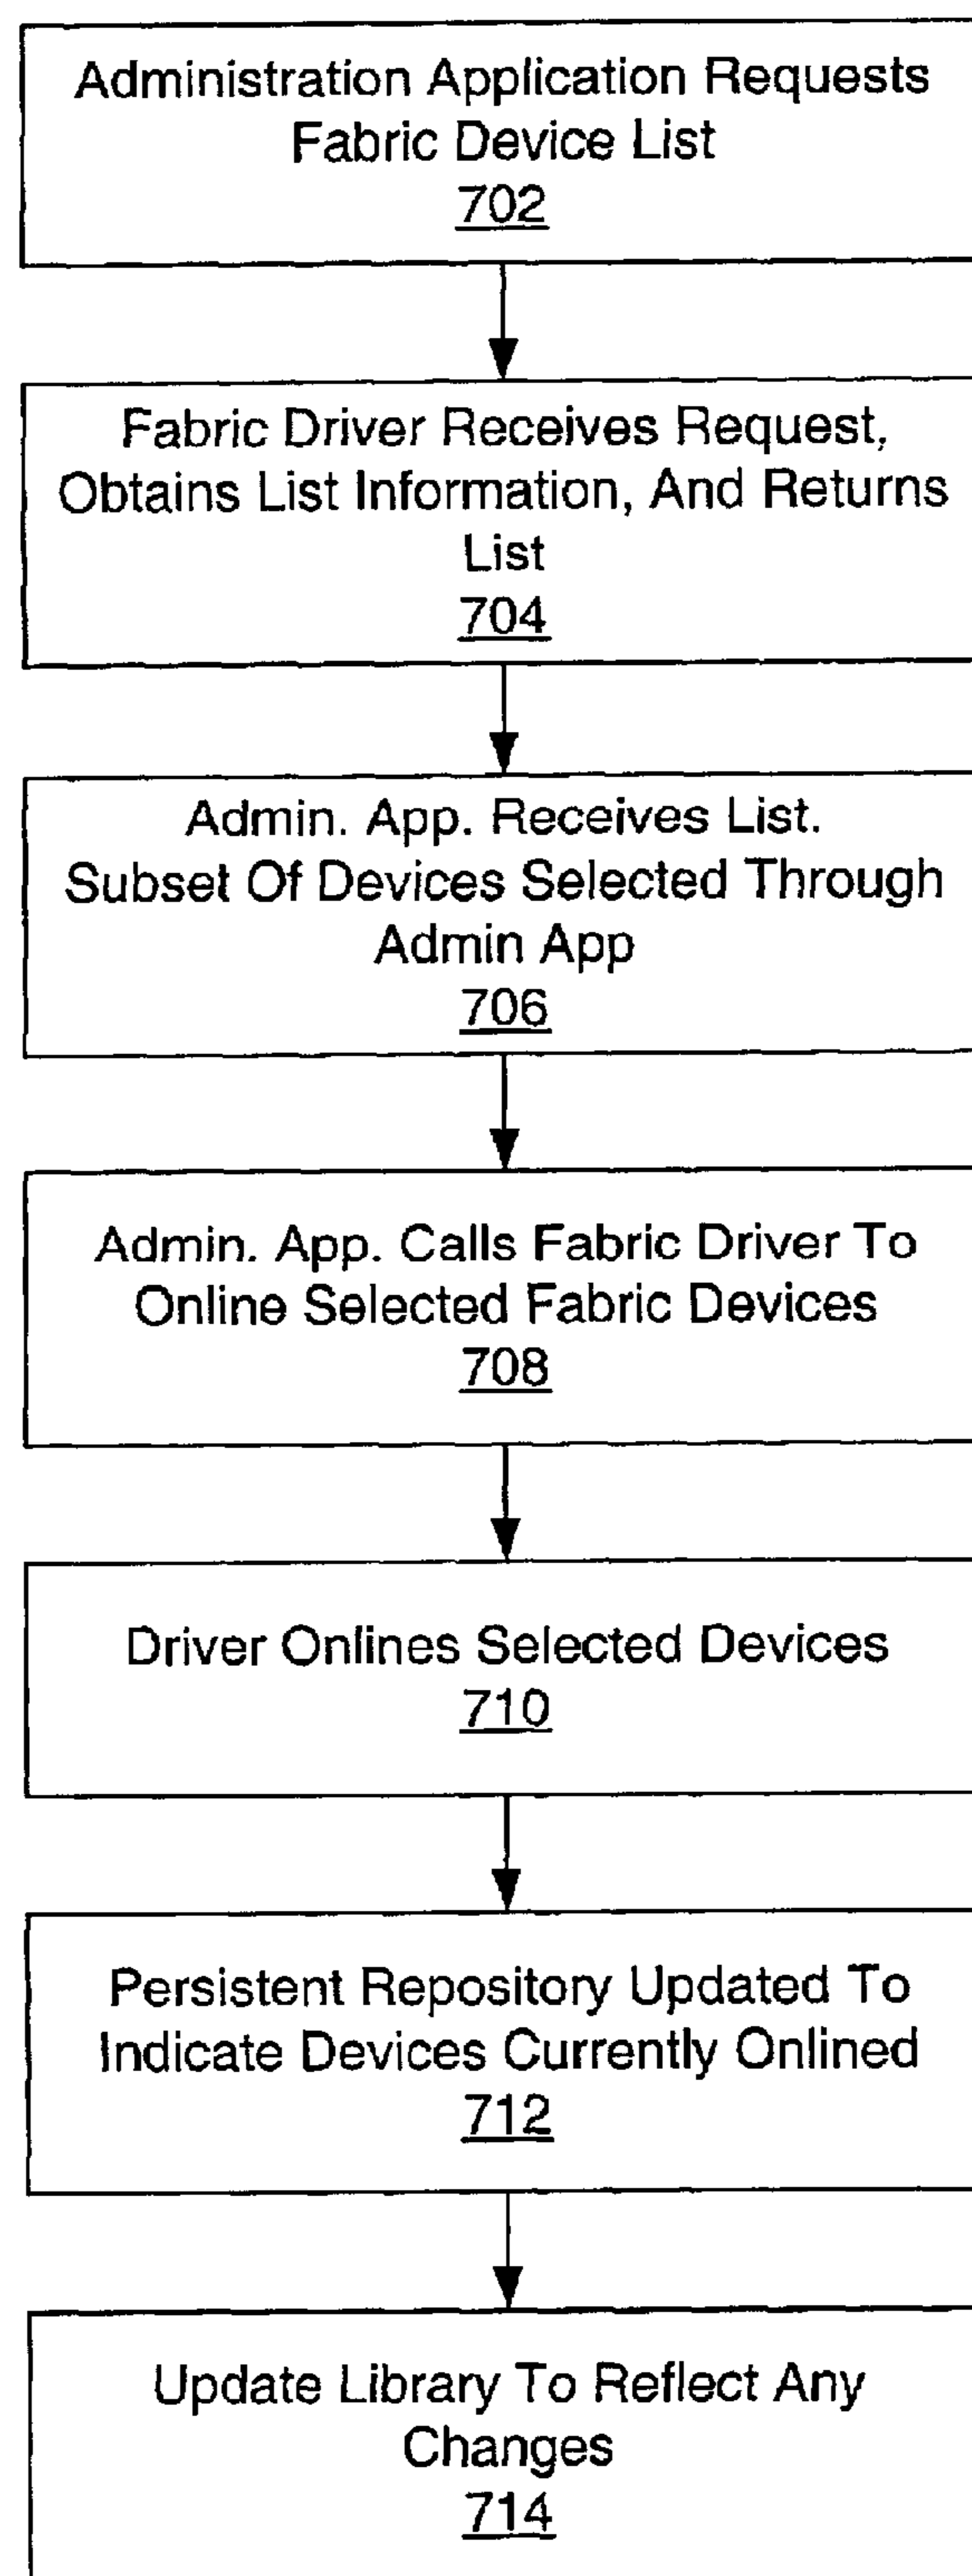 Administration Application Requests
Fabric Device List
702
Fabric Driver Receives Request,
Obtains List Information, And Returns
List
704
Admin. App. Receives List.
Subset Of Devices Selected Through
Admin App
706
Admin. App. Calls Fabric Driver To
Online Selected Fabric Devices
708
Driver Onlines Selected Devices
710
Persistent Repository Updated To
Indicate Devices Currently Onlined
712
Update Library To Reflect Any
Changes
714